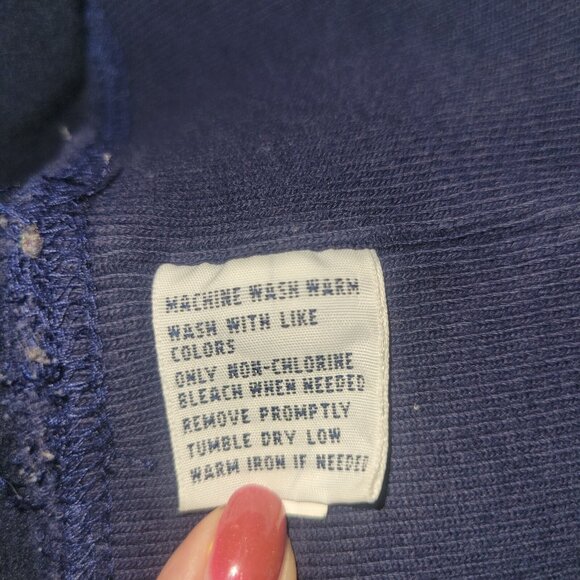 MACHINE WASH WARM
WASH WITH LIKE
COLORS
ONLY NON-CHLORINE
BLEACH WHEN NEEDED
REMOVE PROMPTLY
TUMBLE DRY LOW
WARM IRON IF NEEDED